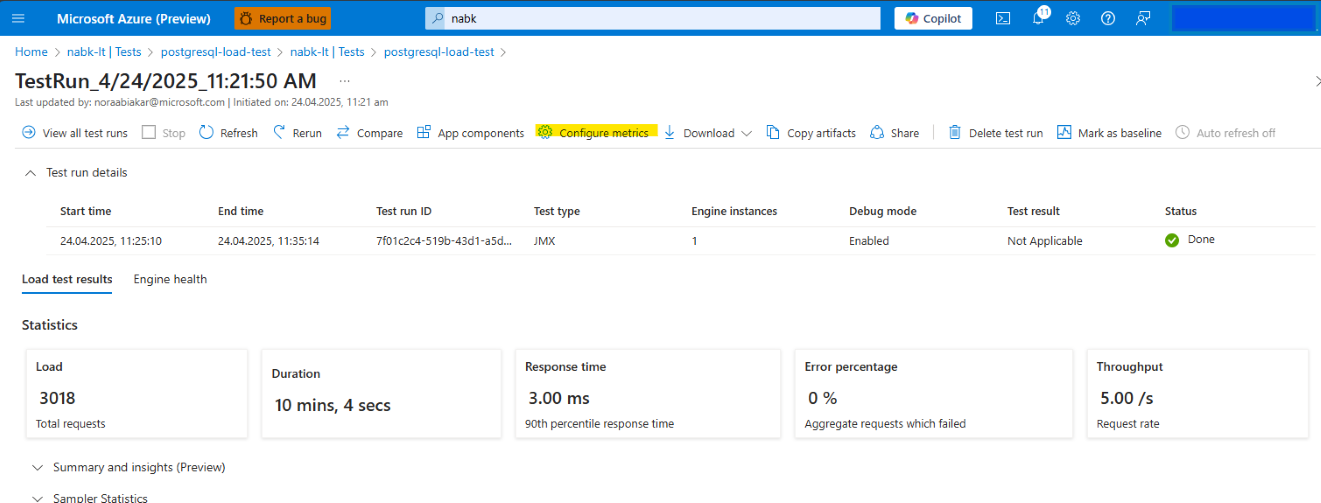 Microsoft Azure (Preview) Report a bug nabk Copilot 11
Home > nabk-lt | Tests > postgresql-load-test > nabk-lt | Tests > postgresql-load-test >
TestRun_4/24/2025_11:21:50 AM ...
Last updated by: noraabiakar@microsoft.com | Initiated on: 24.04.2025, 11:21 am
View all test runs Stop Refresh Rerun Compare App components Configure metrics Download Copy artifacts Share Delete test run Mark as baseline Auto refresh off
Test run details
Start time End time Test run ID Test type Engine instances Debug mode Test result Status
24.04.2025, 11:25:10 24.04.2025, 11:35:14 7f01c2c4-519b-43d1-a5d... JMX 1 Enabled Not Applicable Done
Load test results Engine health
Statistics
Load Duration Response time Error percentage Throughput
3018 10 mins, 4 secs 3.00 ms 0 % 5.00 /s
Total requests 90th percentile response time Aggregate requests which failed Request rate
Summary and insights (Preview)
Sampler Statistics